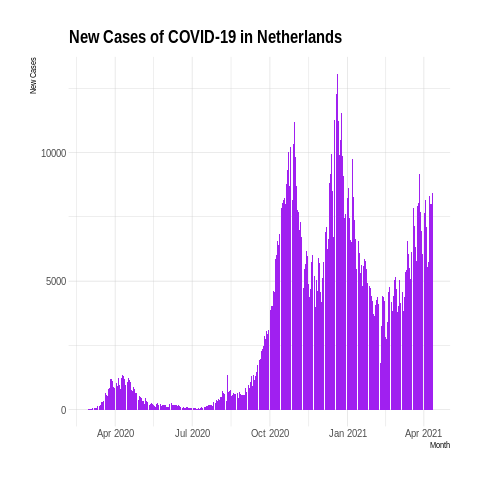 New Cases of COVID-19 in Netherlands
New Cases
10000
5000
0
Apr 2020 Jul 2020 Oct 2020 Jan 2021 Apr 2021
Month